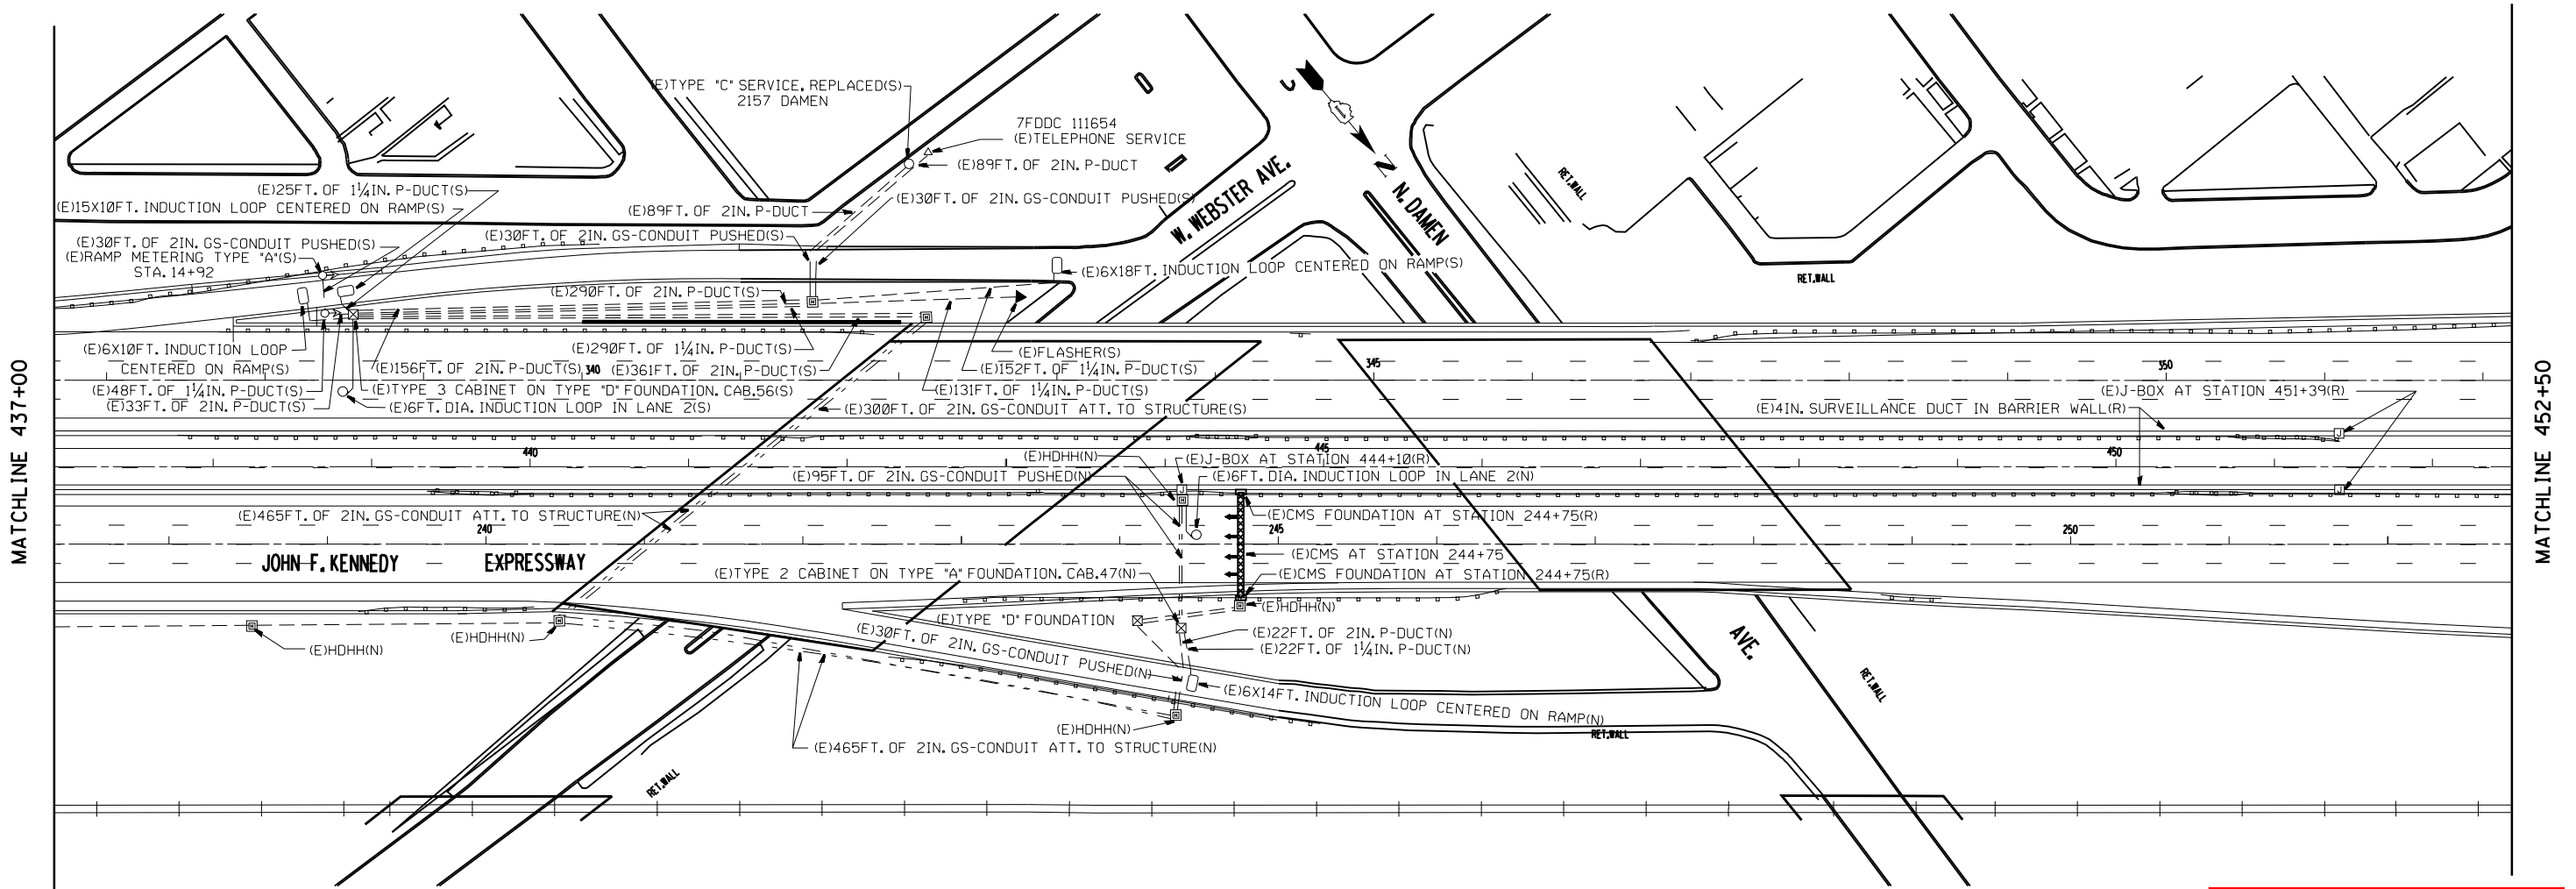 (E)TYPE "C" SERVICE, REPLACED(S)
2157 DAMEN
7FDDC 111654
(E)TELEPHONE SERVICE
(E)89FT. OF 2IN. P-DUCT
(E)25FT. OF 1¼IN. P-DUCT(S)
(E)15X10FT. INDUCTION LOOP CENTERED ON RAMP(S)
(E)89FT. OF 2IN. P-DUCT
(E)30FT. OF 2IN. GS-CONDUIT PUSHED(S)
(E)30FT. OF 2IN. GS-CONDUIT PUSHED(S)
(E)RAMP METERING TYPE "A"(S)
STA. 14+92
(E)30FT. OF 2IN. GS-CONDUIT PUSHED(S)
W. WEBSTER AVE.
N
N. DAMEN
RET.WALL
RET.WALL
(E)6X18FT. INDUCTION LOOP CENTERED ON RAMP(S)
(E)290FT. OF 2IN. P-DUCT(S)
(E)6X10FT. INDUCTION LOOP
CENTERED ON RAMP(S)
(E)290FT. OF 1¼IN. P-DUCT(S)
(E)FLASHER(S)
(E)156FT. OF 2IN. P-DUCT(S)
340
(E)361FT. OF 2IN. P-DUCT(S)
(E)152FT. OF 1¼IN. P-DUCT(S)
345
350
(E)48FT. OF 1¼IN. P-DUCT(S)
(E)TYPE 3 CABINET ON TYPE "D" FOUNDATION. CAB.56(S)
(E)131FT. OF 1¼IN. P-DUCT(S)
(E)J-BOX AT STATION 451+39(R)
(E)33FT. OF 2IN. P-DUCT(S)
(E)6FT. DIA. INDUCTION LOOP IN LANE 2(S)
(E)300FT. OF 2IN. GS-CONDUIT ATT. TO STRUCTURE(S)
(E)4IN. SURVEILLANCE DUCT IN BARRIER WALL(R)
MATCHLINE 437+00
MATCHLINE 452+50
440
445
450
(E)HDHH(N)
(E)J-BOX AT STATION 444+10(R)
(E)95FT. OF 2IN. GS-CONDUIT PUSHED(N)
(E)6FT. DIA. INDUCTION LOOP IN LANE 2(N)
J
J
J
(E)465FT. OF 2IN. GS-CONDUIT ATT. TO STRUCTURE(N)
(E)CMS FOUNDATION AT STATION 244+75(R)
240
245
250
JOHN F. KENNEDY EXPRESSWAY
(E)CMS AT STATION 244+75
(E)TYPE 2 CABINET ON TYPE "A" FOUNDATION. CAB.47(N)
(E)CMS FOUNDATION AT STATION 244+75(R)
(E)HDHH(N)
(E)TYPE "D" FOUNDATION
(E)HDHH(N)
(E)HDHH(N)
(E)30FT. OF 2IN. GS-CONDUIT PUSHED(N)
(E)22FT. OF 2IN. P-DUCT(N)
(E)22FT. OF 1¼IN. P-DUCT(N)
AVE.
RET.WALL
(E)6X14FT. INDUCTION LOOP CENTERED ON RAMP(N)
(E)HDHH(N)
RET.WALL
(E)465FT. OF 2IN. GS-CONDUIT ATT. TO STRUCTURE(N)
RET.WALL